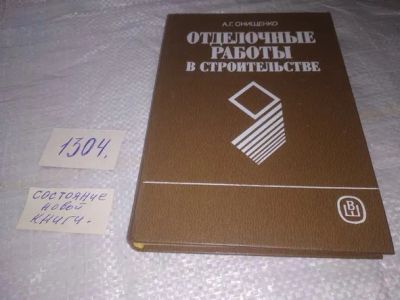 А.Г. ОНИЩЕНКО
ОТДЕЛОЧНЫЕ
РАБОТЫ
В СТРОИТЕЛЬСТВЕ
1304.
СОСТОЯНИЕ
НОВОЙ
КНИГИ.